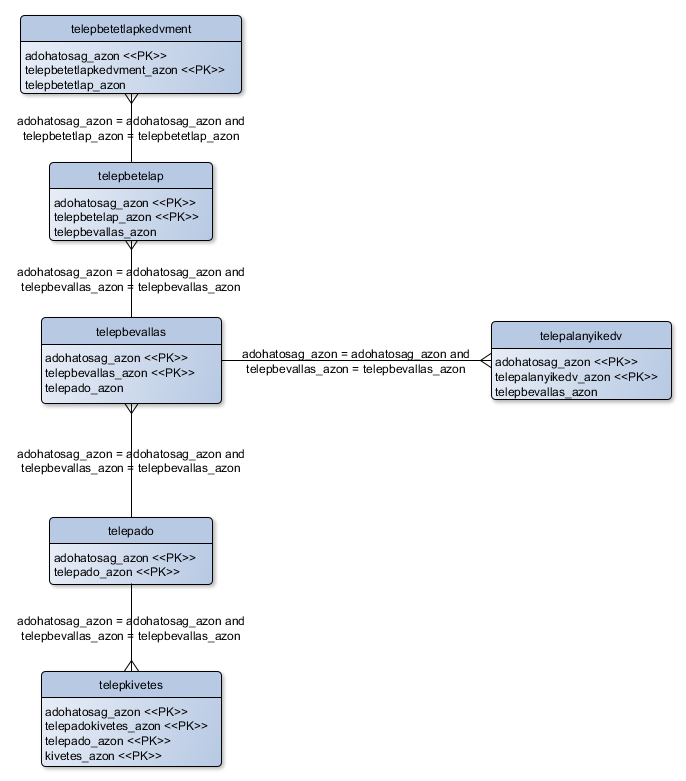 telepbetetlapkedvment
adohatosag_azon <<PK>>
telepbetetlapkedvment_azon <<PK>>
telepbetetlap_azon
adohatosag_azon = adohatosag_azon and
telepbetetlap_azon = telepbetetlap_azon
telepbetelap
adohatosag_azon <<PK>>
telepbetelap_azon <<PK>>
telepbevallas_azon
adohatosag_azon = adohatosag_azon and
telepbevallas_azon = telepbevallas_azon
telepbevallas
adohatosag_azon <<PK>>
telepbevallas_azon <<PK>>
telepado_azon
adohatosag_azon = adohatosag_azon and
telepbevallas_azon = telepbevallas_azon
telepalanyikedv
adohatosag_azon <<PK>>
telepalanyikedv_azon <<PK>>
telepbevallas_azon
adohatosag_azon = adohatosag_azon and
telepbevallas_azon = telepbevallas_azon
telepado
adohatosag_azon <<PK>>
telepado_azon <<PK>>
adohatosag_azon = adohatosag_azon and
telepbevallas_azon = telepbevallas_azon
telepkivetes
adohatosag_azon <<PK>>
telepadokivetes_azon <<PK>>
telepado_azon <<PK>>
kivetes_azon <<PK>>